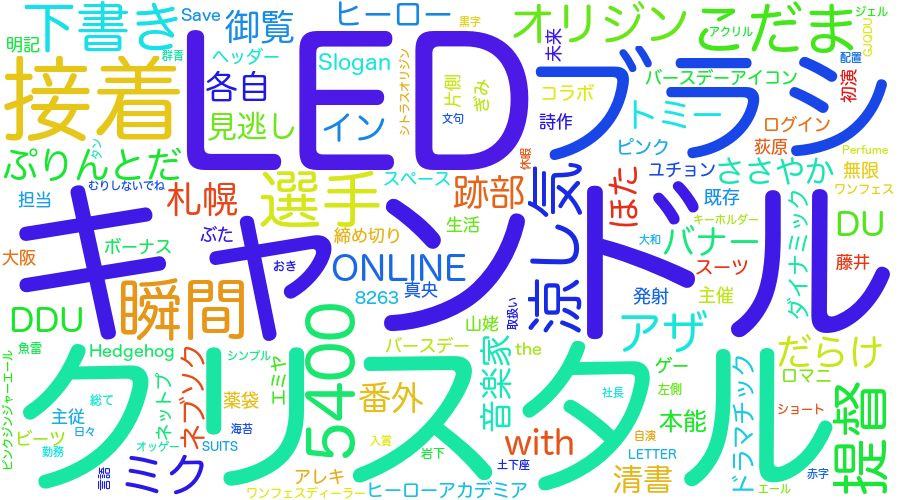 下書き
Save
御覧
ヒーロー
黒字
オリジン
こだま
アクリル
ジェル
GJQDU
明記
群青
ヘッダー
LED
Slogan
シトラスオリジン
片側
ぎみ
未来
ブラシ
バースデーアイコン
配置
初演
接着
各自
見逃し
イン
コラボ
文句
詩作
トミー
ログイン
ピンク
荻原
Perfume
ぷりんとだ
タン
むりしないでね
休暇
ユチョン
ささやか
無限
ワンフェス
担当
札幌
選手
スペース
跡部
涼し気
ほた
既存
キーホルダー
ダイナミック
DU
キャンドル
ボーナス
ぶた
締め切り
生活
大和
バナー
大阪
おき
ONLINE
スーツ
藤井
瞬間
8263
真央
取扱い
発射
主催
DDU
5400
山姥
アザ
魚雷
Hedgehog
シンプル
バースデー
音楽家
the
ゲー
だらけ
ピンクジンジャーエール
ネットプ
ネブソク
エミヤ
クリスタル
左側
ドラマチック
ロマニ
総て
主従
薬袋
番外
社長
ショート
提督
ビーツ
日々
オッゲー
海苔
入賞
with
自演
本能
勤務
SUITS
岩下
LETTER
言語
ミク
アレキ
土下座
清書
赤字
ワンフェスディーラー
ヒーローアカデミア
エール